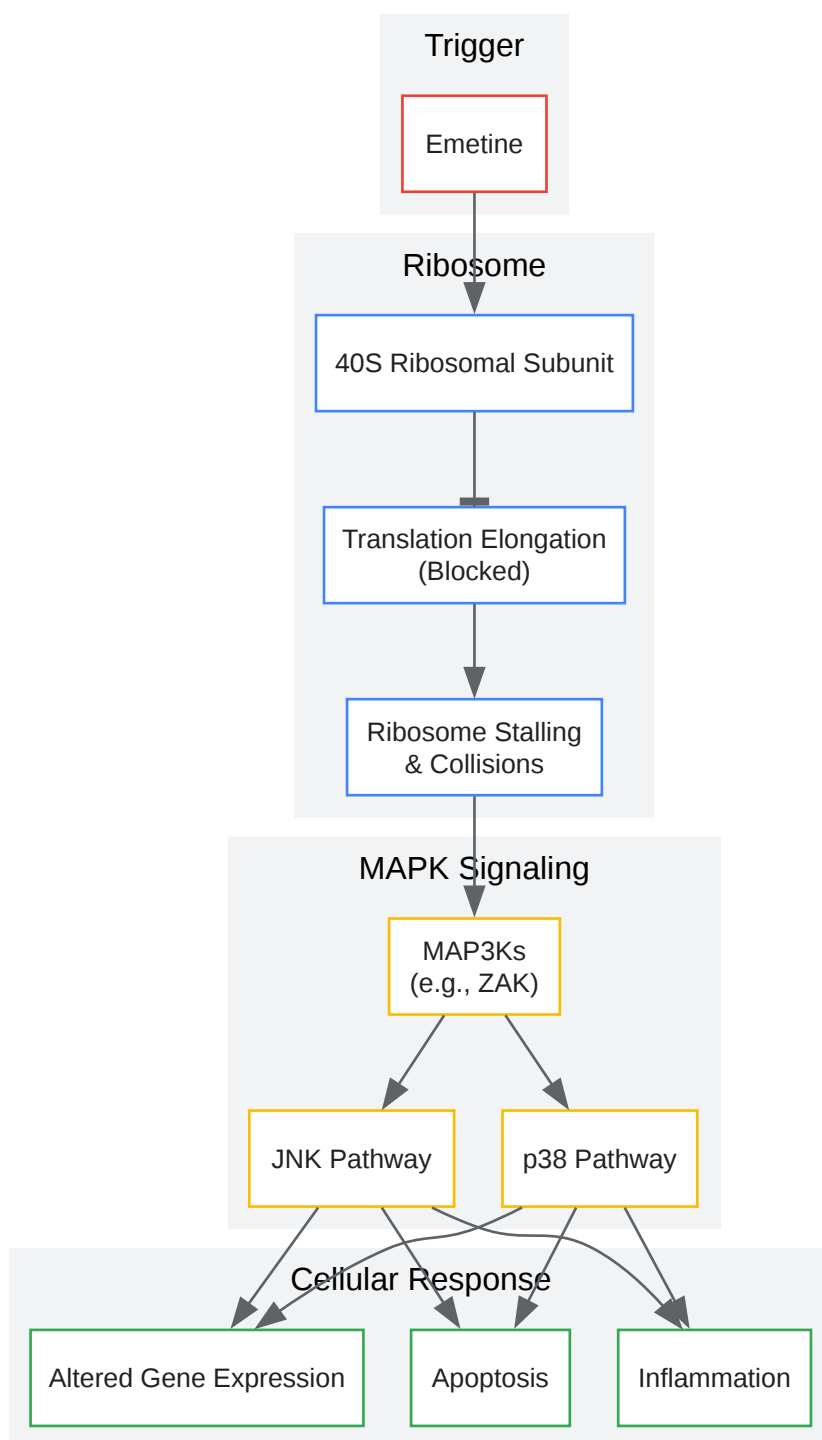 Trigger
Emetine
Ribosome
40S Ribosomal Subunit
Translation Elongation
(Blocked)
Ribosome Stalling
& Collisions
MAPK Signaling
MAP3Ks
(e.g., ZAK)
JNK Pathway
p38 Pathway
Cellular Response
Altered Gene Expression
Apoptosis
Inflammation